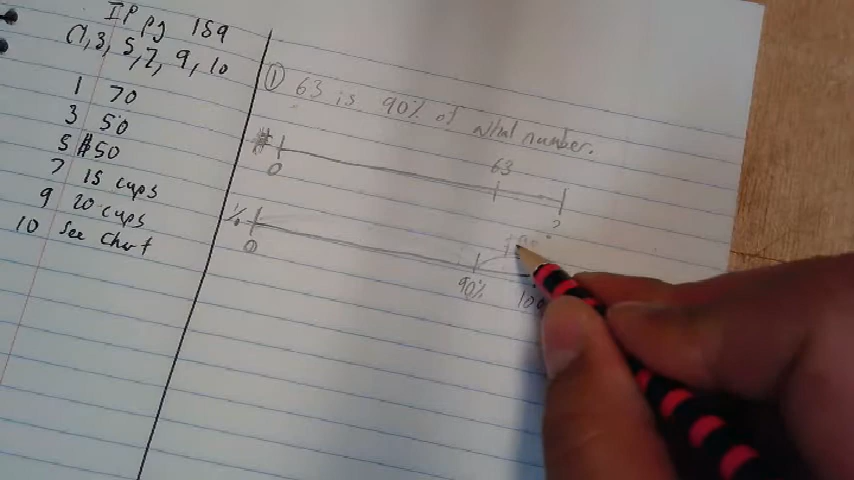 IP pg 159
(1, 3, 5, 7, 9, 10
1 70
3 50
5 $50
7 15 cups
9 20 cups
10 See Chart
① 63 is 90% of what number.
# 0 63 ?
% 0 90% 100